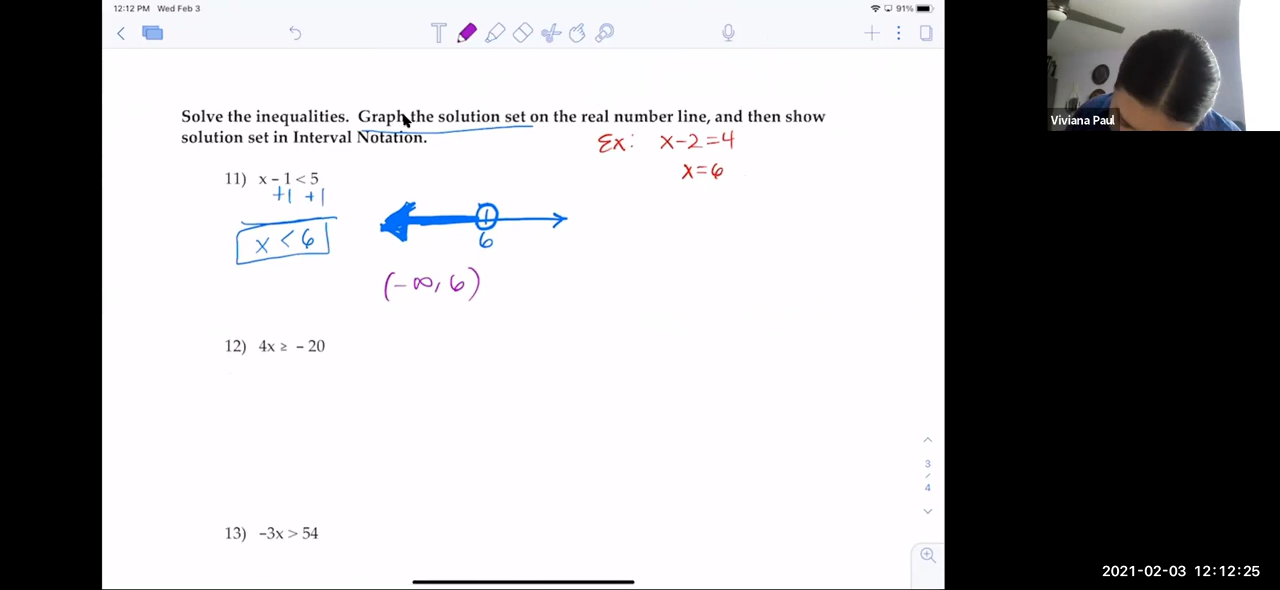 12:12 PM Wed Feb 3
91%
Solve the inequalities. Graph the solution set on the real number line, and then show
solution set in Interval Notation.
Ex: x-2=4
x=6
11) x - 1 < 5
+1 +1
x < 6
6
(-∞, 6)
12) 4x ≥ - 20
13) -3x > 54
3
/
4
Viviana Paul
2021-02-03 12:12:25